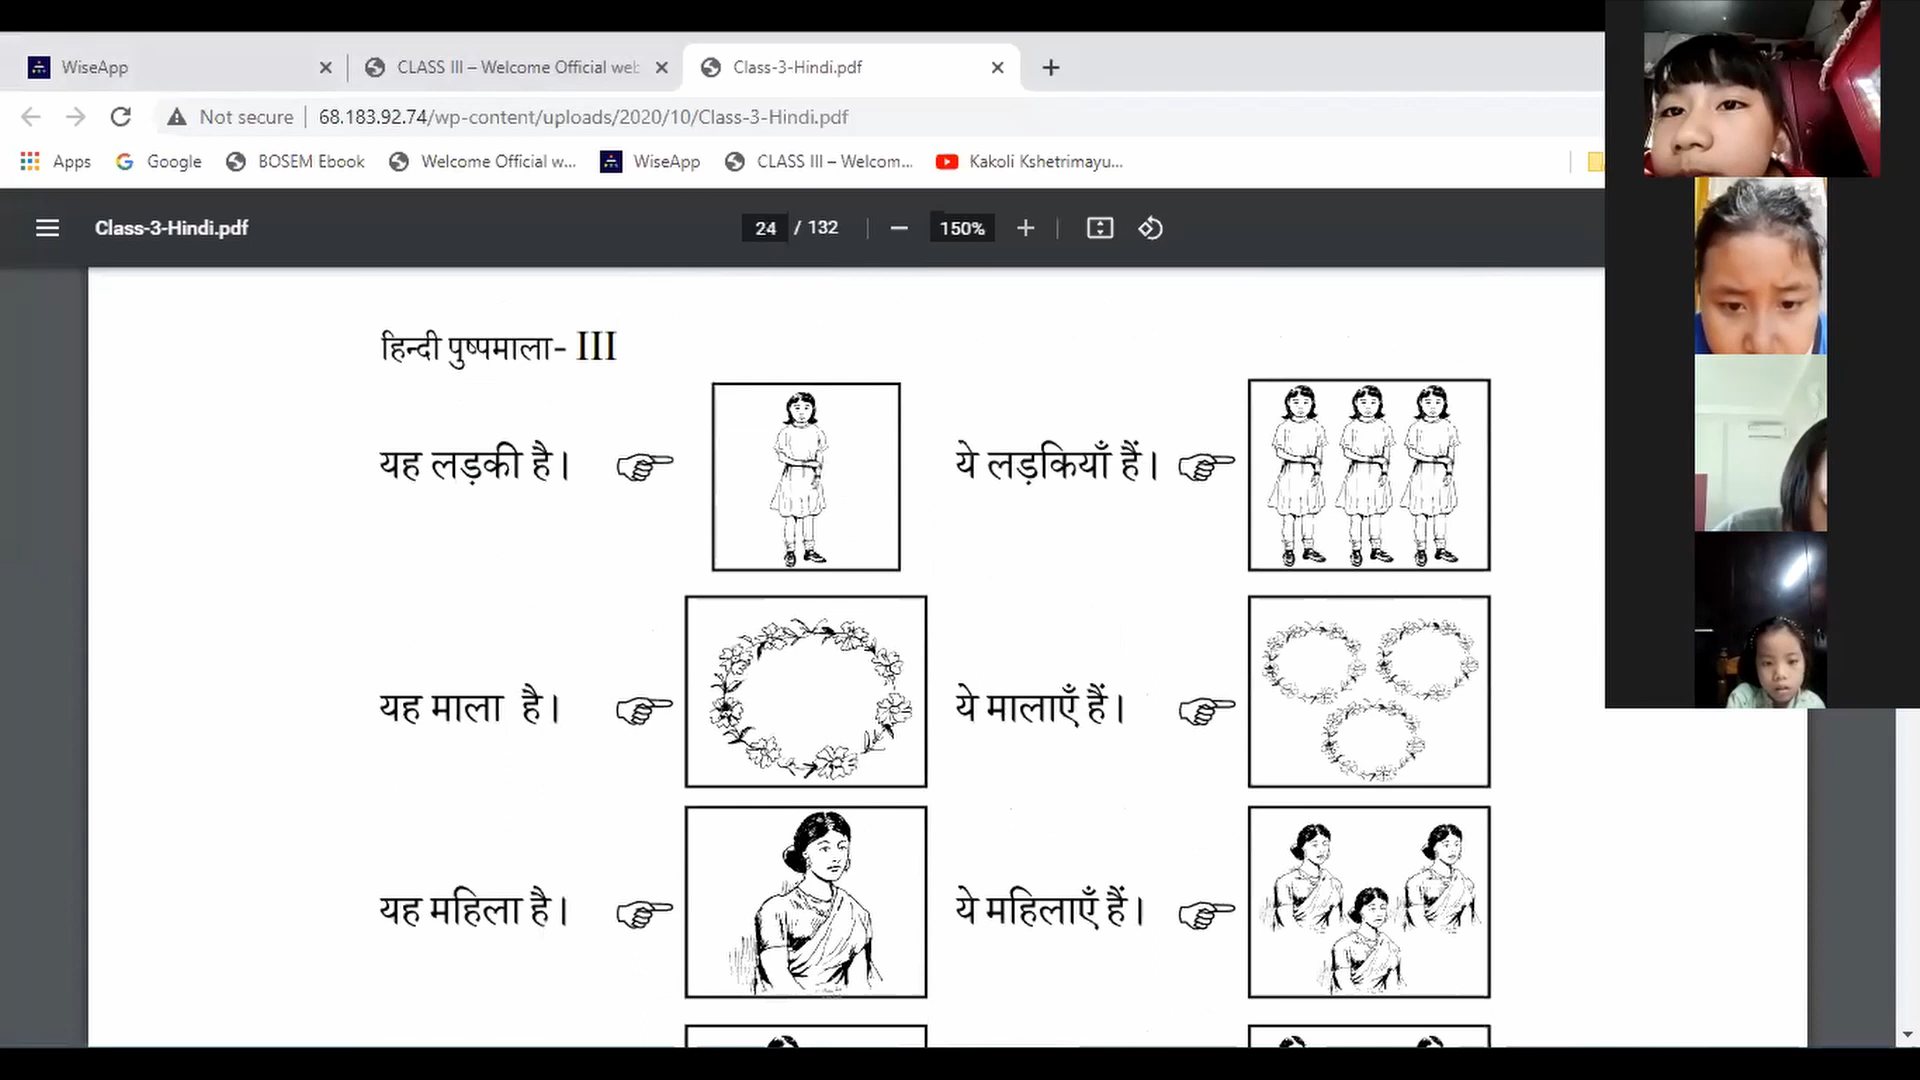 WiseApp
CLASS III – Welcome Official web
Class-3-Hindi.pdf
Not secure
68.183.92.74/wp-content/uploads/2020/10/Class-3-Hindi.pdf
Apps
Google
BOSEM Ebook
Welcome Official w...
WiseApp
CLASS III – Welcom...
Kakoli Kshetrimayu...
Class-3-Hindi.pdf
24 / 132
150%
हिन्दी पुष्पमाला- III
यह लड़की है। ये लड़कियाँ हैं।
यह माला है। ये मालाएँ हैं।
यह महिला है। ये महिलाएँ हैं।